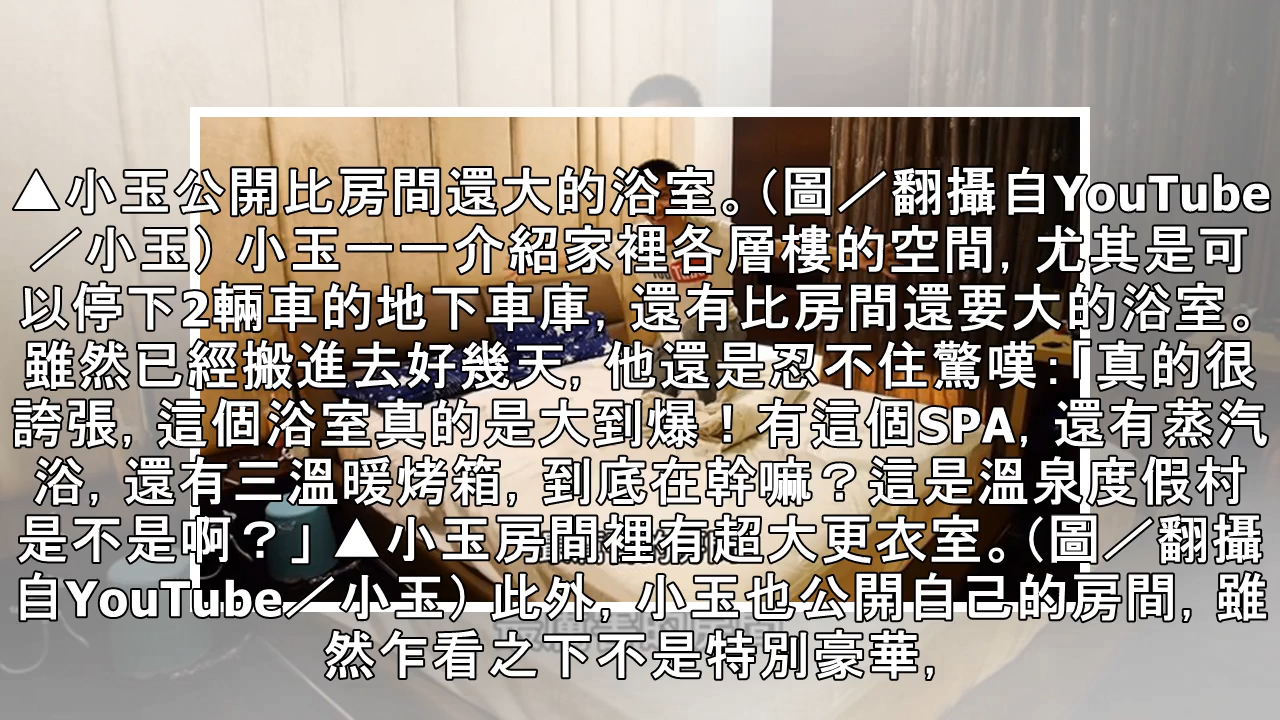 ▲小玉公開比房間還大的浴室。(圖／翻攝自YouTube
／小玉) 小玉一一介紹家裡各層樓的空間, 尤其是可
以停下2輛車的地下車庫, 還有比房間還要大的浴室。
雖然已經搬進去好幾天, 他還是忍不住驚嘆:「真的很
誇張, 這個浴室真的是大到爆！有這個SPA, 還有蒸汽
浴, 還有三溫暖烤箱, 到底在幹嘛？這是溫泉度假村
是不是啊？」▲小玉房間裡有超大更衣室。(圖／翻攝
自YouTube／小玉) 此外, 小玉也公開自己的房間, 雖
然乍看之下不是特別豪華,